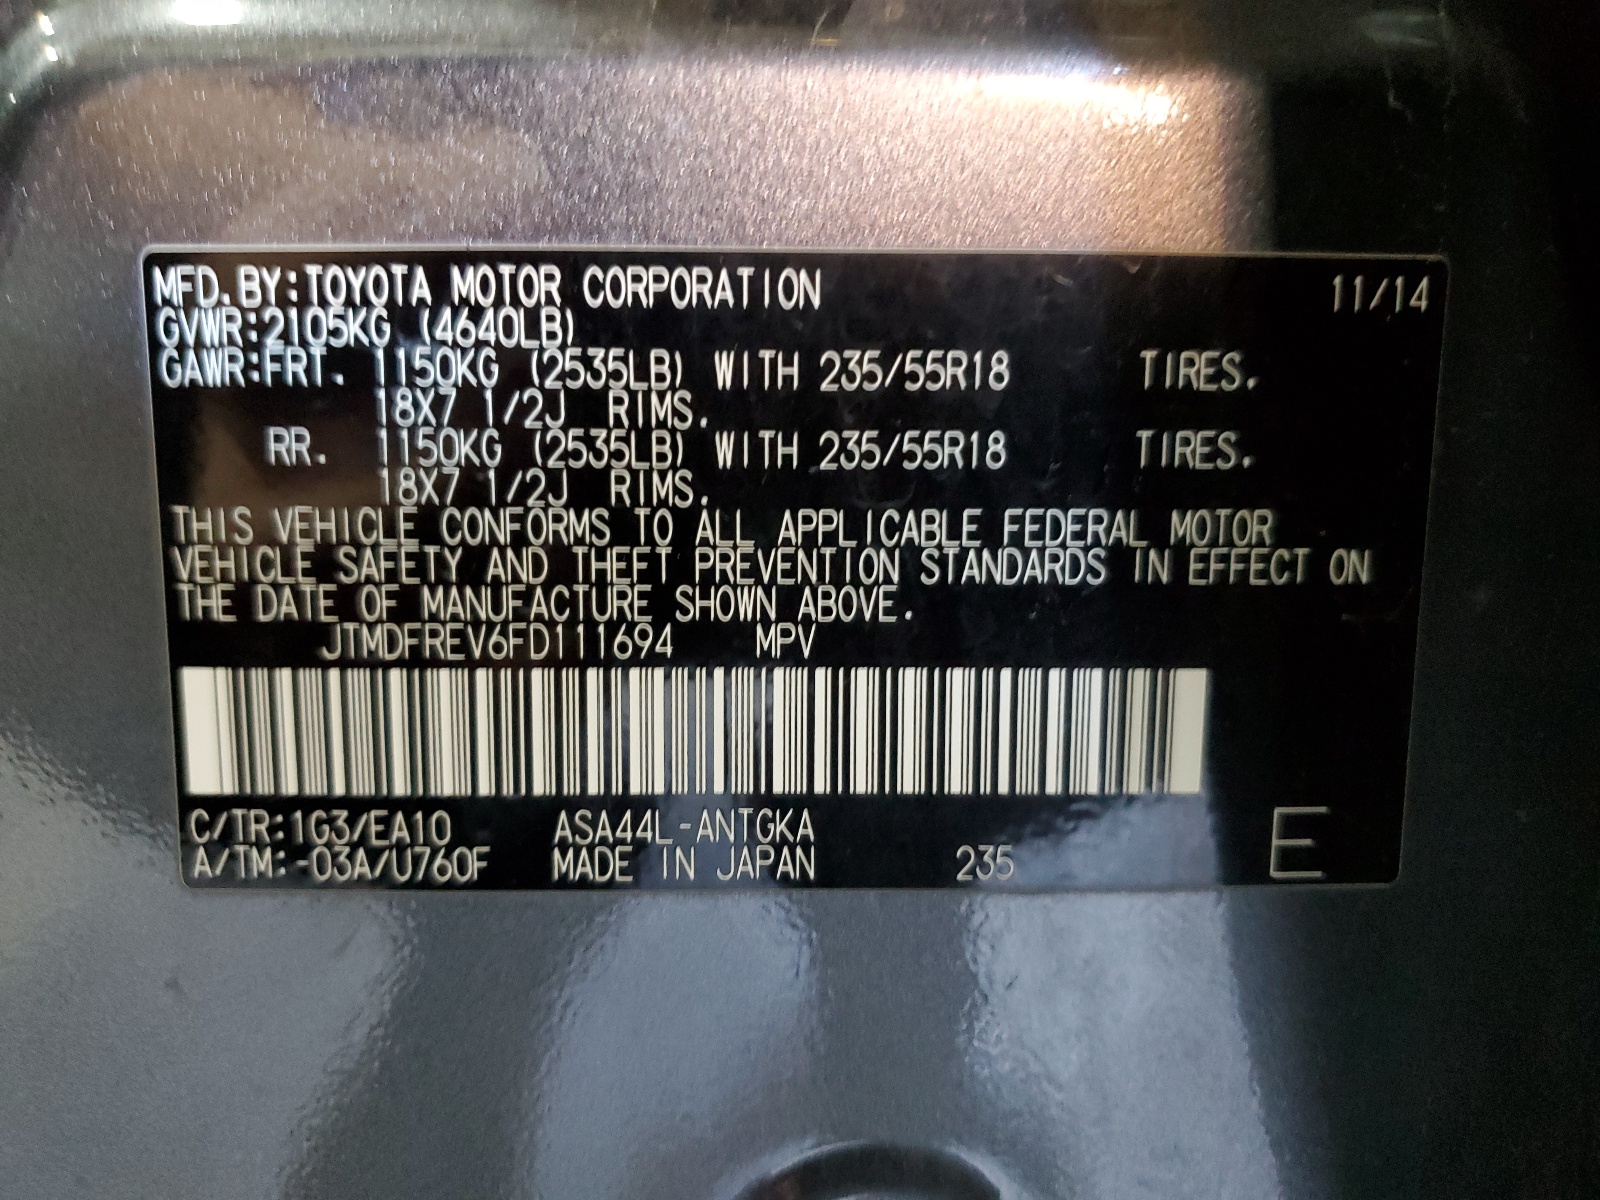 MFD. BY: TOYOTA MOTOR CORPORATION 11/14
GVWR: 2105KG (4640LB)
GAWR: FRT. 1150KG (2535LB) WITH 235/55R18 TIRES.
18X7 1/2J RIMS.
RR. 1150KG (2535LB) WITH 235/55R18 TIRES.
18X7 1/2J RIMS.
THIS VEHICLE CONFORMS TO ALL APPLICABLE FEDERAL MOTOR
VEHICLE SAFETY AND THEFT PREVENTION STANDARDS IN EFFECT ON
THE DATE OF MANUFACTURE SHOWN ABOVE.
JTMDFREV6FD111694 MPV
C/TR: 1G3/EA10 ASA44L-ANTGKA E
A/TM: -03A/U760F MADE IN JAPAN 235